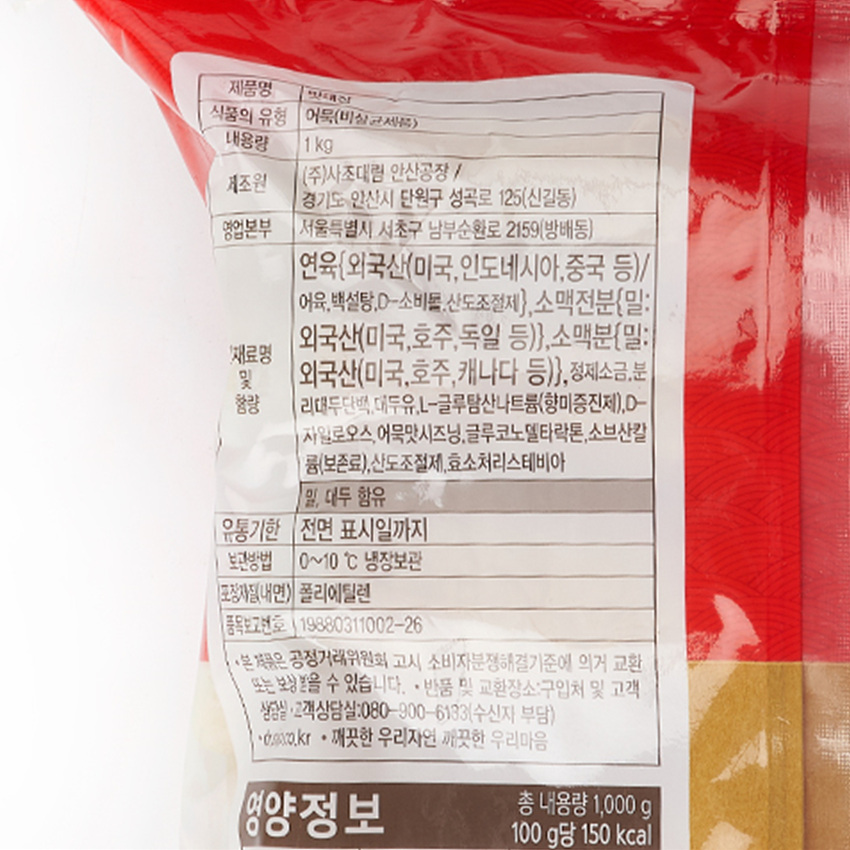 제품명
식품의 유형 어묵(비살균제품)
내용량 1 kg
제조원 (주)사조대림 안산공장 /
경기도 안산시 단원구 성곡로 125(신길동)
영업본부 서울특별시 서초구 남부순환로 2159(방배동)
연육{외국산(미국,인도네시아,중국 등)/
어육,백설탕,D-소비톨,산도조절제},소맥전분{밀:
외국산(미국,호주,독일 등)},소맥분{밀:
재료명 외국산(미국,호주,캐나다 등)},정제소금,분
및 리대두단백,대두유,L-글루탐산나트륨(향미증진제),D-
함량 자일로오스,어묵맛시즈닝,글루코노델타락톤,소브산칼
륨(보존료),산도조절제,효소처리스테비아
밀, 대두 함유
유통기한 전면 표시일까지
보관방법 0~10 ℃ 냉장보관
포장재질(내면) 폴리에틸렌
품목보고번호 19880311002-26
• 본 제품은 공정거래위원회 고시 소비자분쟁해결기준에 의거 교환
또는 보상 받을 수 있습니다. • 반품 및 교환장소:구입처 및 고객
상담실 • 고객상담실:080-900-6133(수신자 부담)
• 깨끗한 우리자연 깨끗한 우리마음
영양정보 총 내용량 1,000 g
100 g당 150 kcal